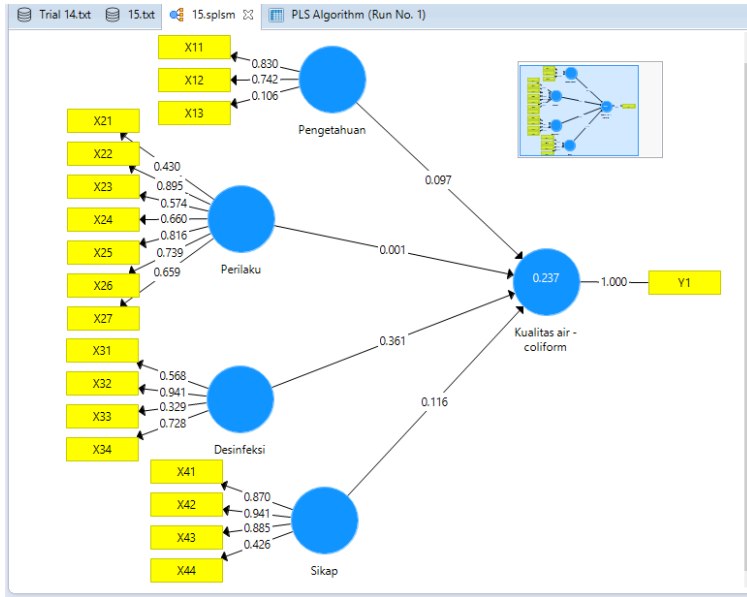 Trial 14.txt 15.txt 15.splsm PLS Algorithm (Run No. 1)
X11
X12
X13
0.830
0.742
0.106
Pengetahuan
X21
X22
X23
X24
X25
X26
X27
0.430
0.895
0.574
0.660
0.816
0.739
0.659
Perilaku
X31
X32
X33
X34
0.568
0.941
0.329
0.728
Desinfeksi
X41
X42
X43
X44
0.870
0.941
0.885
0.426
Sikap
0.097
0.001
0.361
0.116
0.237
Kualitas air -
coliform
1.000
Y1